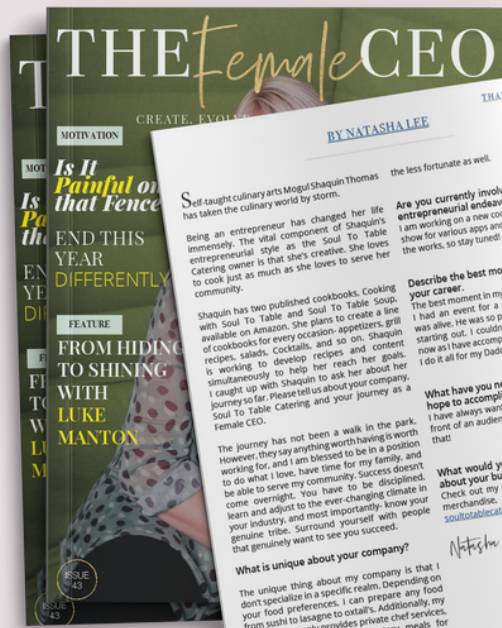 THE Female CEO
CREATE. EVOLVE
MOTIVATION
Is It
Painful on
that Fence
END THIS
YEAR
DIFFERENTLY
FEATURE
FROM HIDING
TO SHINING
WITH
LUKE
MANTON
ISSUE
43
BY NATASHA LEE
Self-taught culinary arts Mogul Shaquin Thomas
has taken the culinary world by storm.
Being an entrepreneur has changed her life
immensely. The vital component of Shaquin's
entrepreneurial style as the Soul To Table
Catering owner is that she's creative. She loves
to cook just as much as she loves to serve her
community.
Shaquin has two published cookbooks, Cooking
with Soul To Table and Soul To Table Soup,
available on Amazon. She plans to create a line
of cookbooks for every occasion- appetizers, grill
recipes, salads, Cocktails, and so on. Shaquin
is working to develop recipes and content
simultaneously to help her reach her goals.
I caught up with Shaquin to ask her about her
journey so far. Please tell us about your company,
Soul To Table Catering and your journey as a
Female CEO.
The journey has not been a walk in the park.
However, they say anything worth having is worth
working for, and I am blessed to be in a position
to do what I love, have time for my family, and
be able to serve my community. Success doesn't
come overnight. You have to be disciplined,
learn and adjust to the ever-changing climate in
your industry, and most importantly- know your
genuine tribe. Surround yourself with people
that genuinely want to see you succeed.
What is unique about your company?
The unique thing about my company is that I
don't specialize in a specific realm. Depending on
your food preferences, I can prepare any food
from sushi to lasagne to oxtail's. Additionally, my
provides private chef services,
meals for
the less fortunate as well.
Are you currently
entrepreneurial
I am working on a new
show for various apps and
the works, so stay tuned!
Describe the best
your career.
The best moment in my
I had an event for a
was alive. He was so
starting out. I
now as I have
I do it all for my Dad
What have you
hope to
I have always
front of an
that!
What would
about your
Check out my
merchandise.
Natasha
ISSUE
43